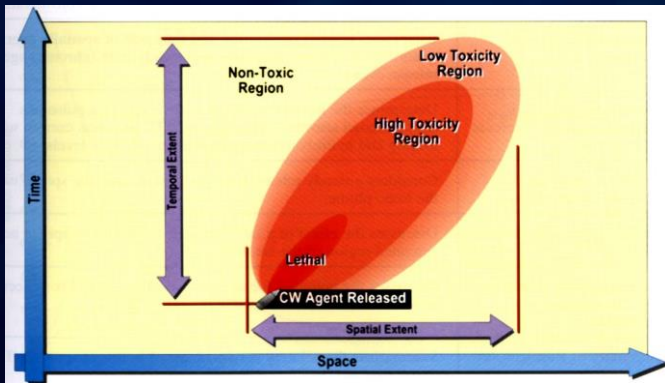 Low Toxicity
Region
Non-Toxic
Region
High Toxicity
Region
Time
Temporal Extent
Lethal
CW Agent Released
Spatial Extent
Space